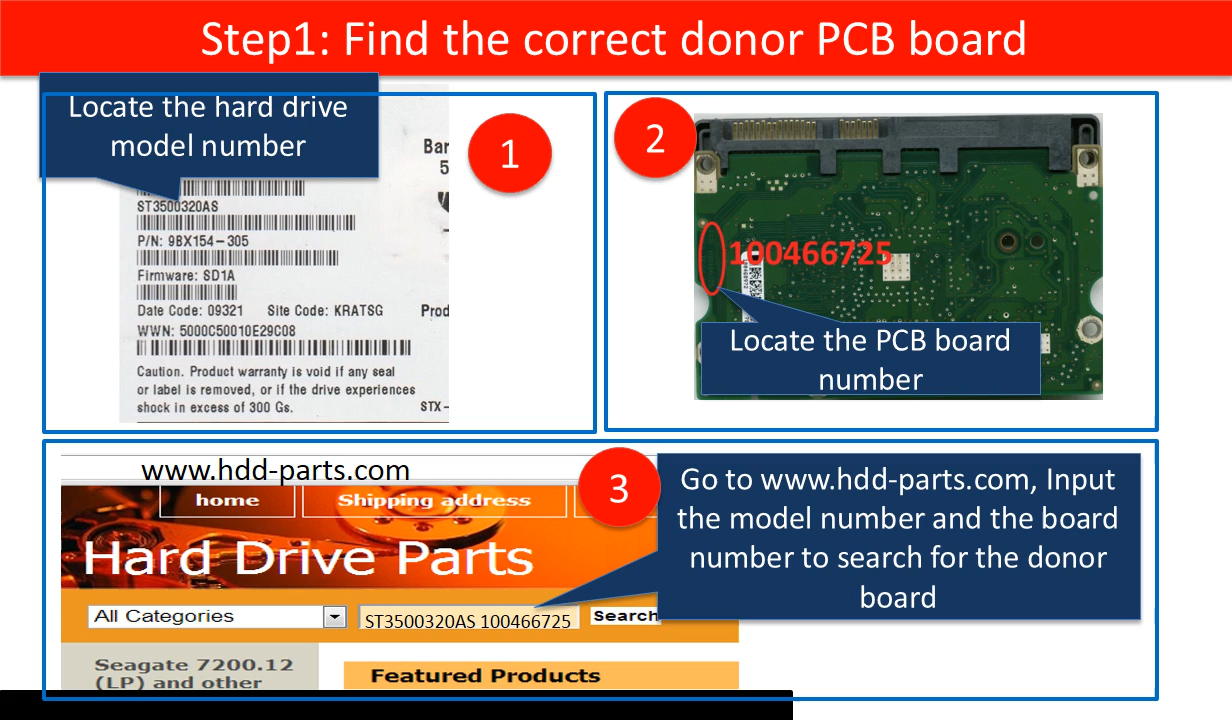 Step1: Find the correct donor PCB board
Locate the hard drive
model number
1
Bar
5
ST3500320AS
P/N: 9BX154-305
Firmware: SD1A
Date Code: 09321 Site Code: KRATSG Prod
WWN: 5000C50010E29C08
Caution. Product warranty is void if any seal
or label is removed, or if the drive experiences
shock in excess of 300 Gs.
STX-
2
100466725
Locate the PCB board
number
www.hdd-parts.com
home
Shipping address
Hard Drive Parts
All Categories
ST3500320AS 100466725
Search
Seagate 7200.12
(LP) and other
Featured Products
3
Go to www.hdd-parts.com, Input
the model number and the board
number to search for the donor
board